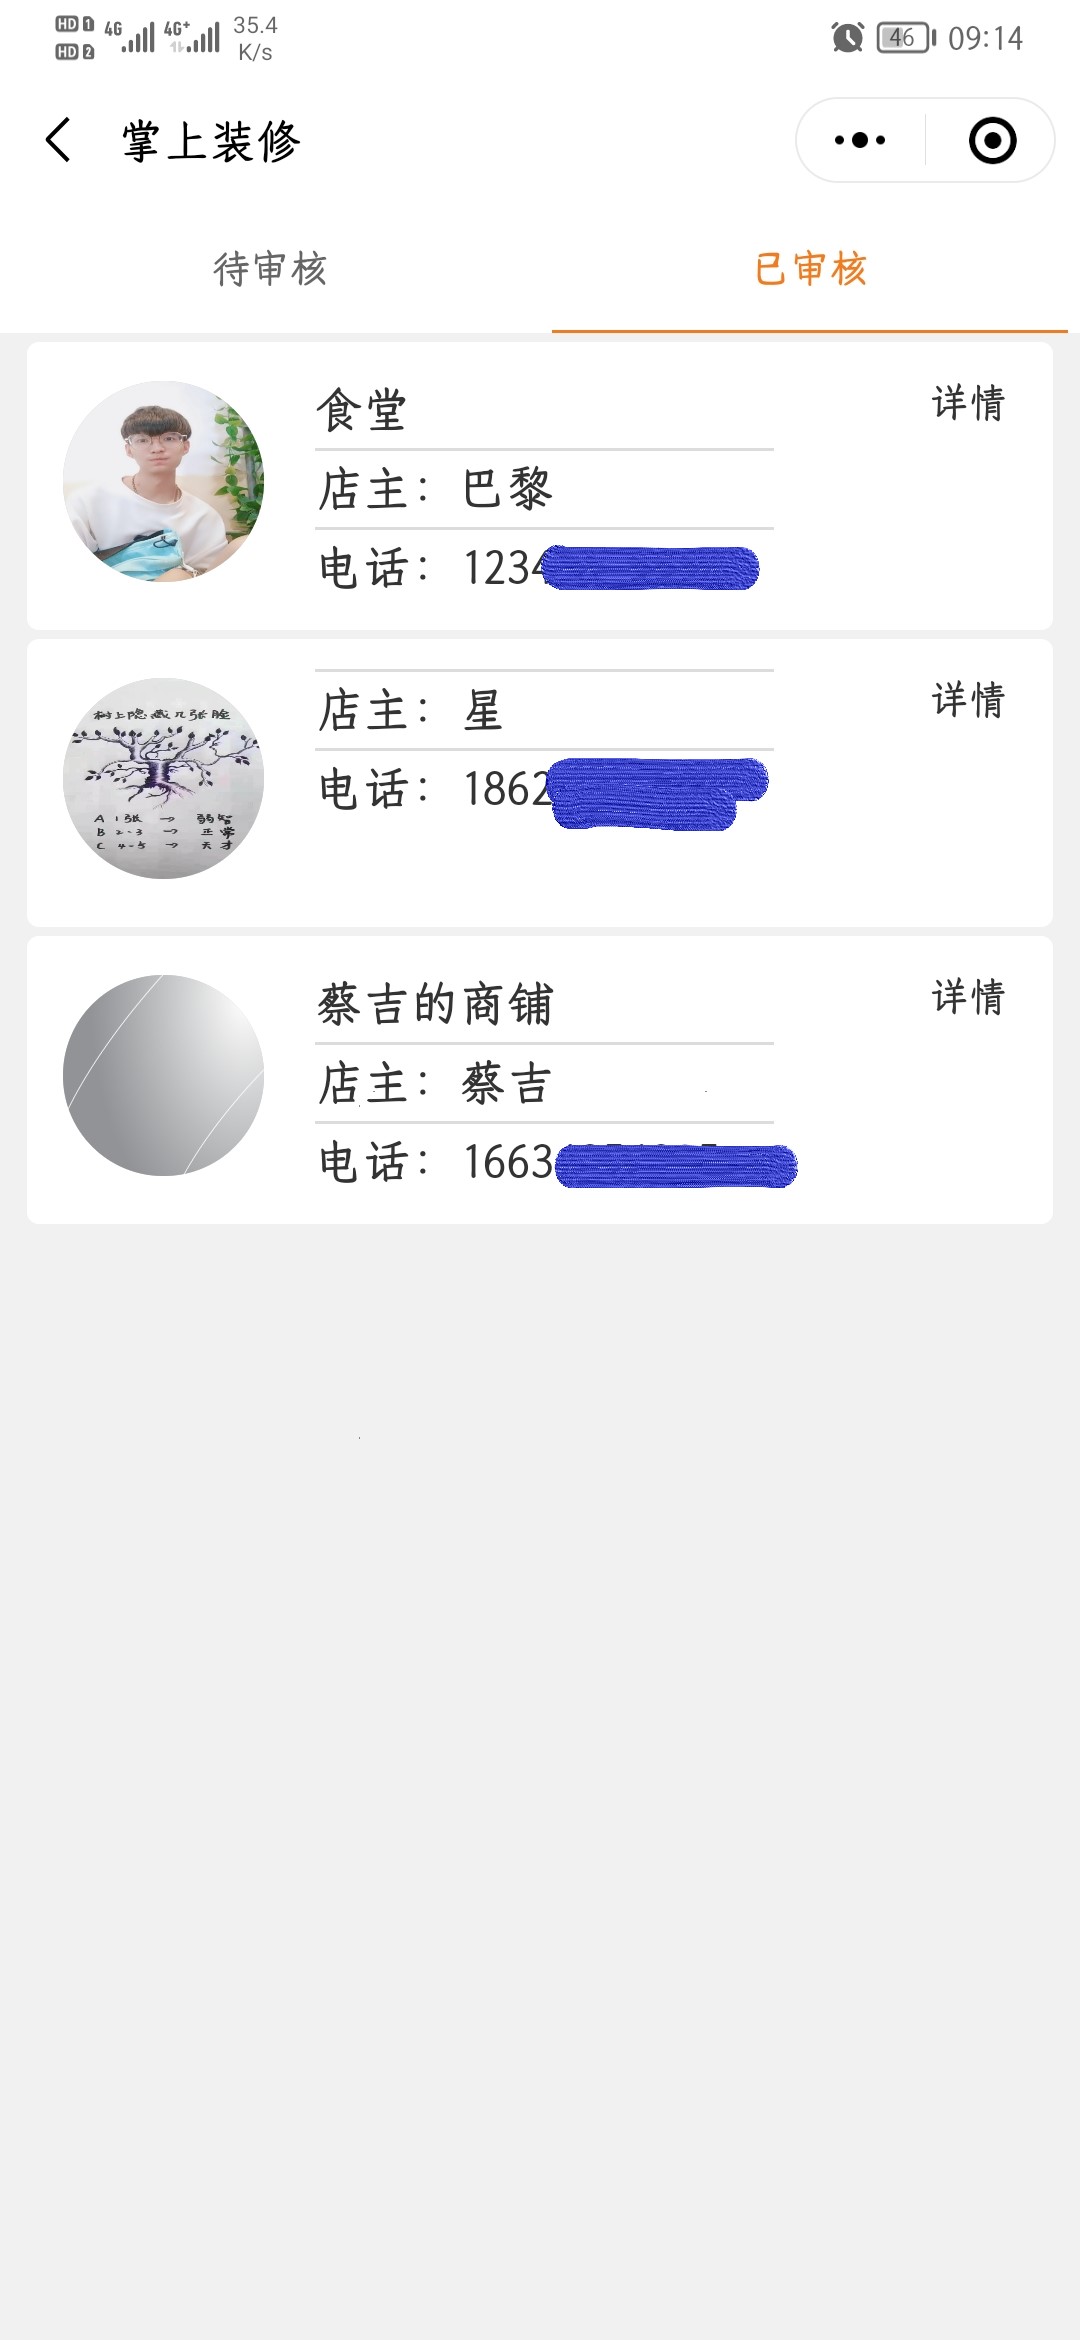 HD 1 4G 4G+ 35.4
HD 2 K/s
46 09:14
掌上装修
待审核 已审核
食堂 详情
店主：巴黎
电话：1234
店主：星 详情
电话：1862
树上隐藏几张脸
A 1张 → 弱智
B 2-3 → 正常
C 4-5 → 天才
蔡吉的商铺 详情
店主：蔡吉
电话：1663